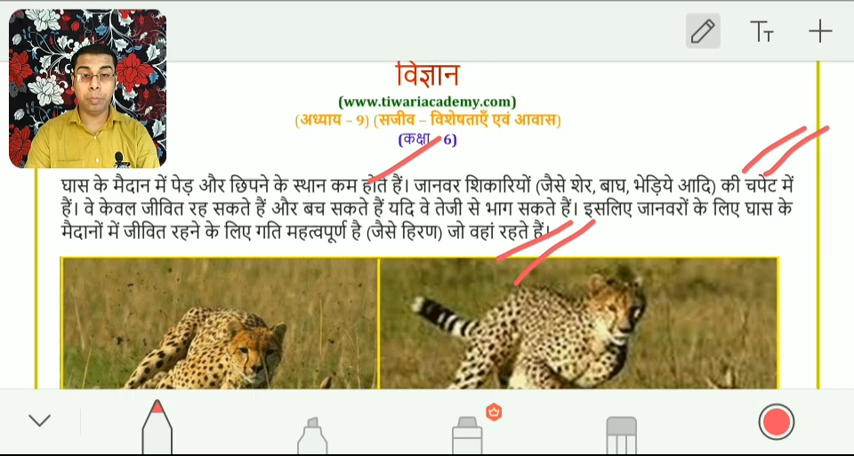 विज्ञान
(www.tiwariacademy.com)
(अध्याय – 9) (सजीव – विशेषताएँ एवं आवास)
(कक्षा - 6)
घास के मैदान में पेड़ और छिपने के स्थान कम होते हैं। जानवर शिकारियों (जैसे शेर, बाघ, भेड़िये आदि) की चपेट में
हैं। वे केवल जीवित रह सकते हैं और बच सकते हैं यदि वे तेजी से भाग सकते हैं। इसलिए जानवरों के लिए घास के
मैदानों में जीवित रहने के लिए गति महत्वपूर्ण है (जैसे हिरण) जो वहां रहते हैं।